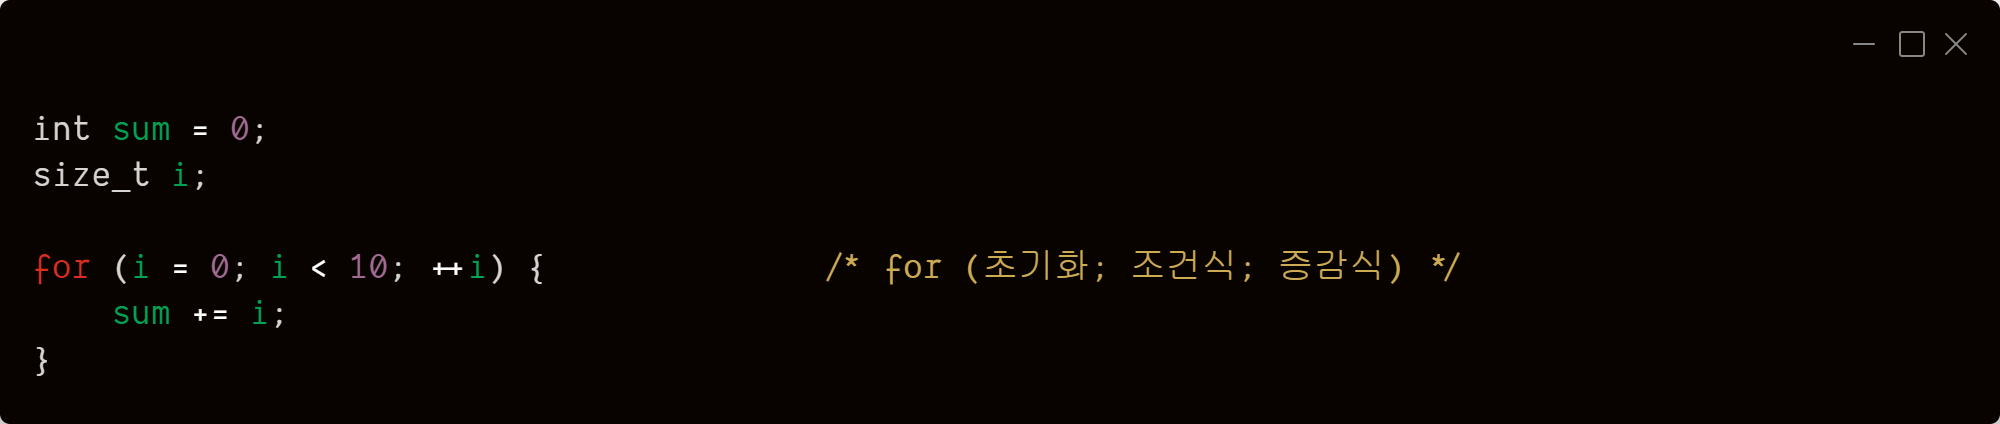 int sum = 0;
size_t i;
for (i = 0; i < 10; ++i) { /* for (초기화; 조건식; 증감식) */
sum += i;
}